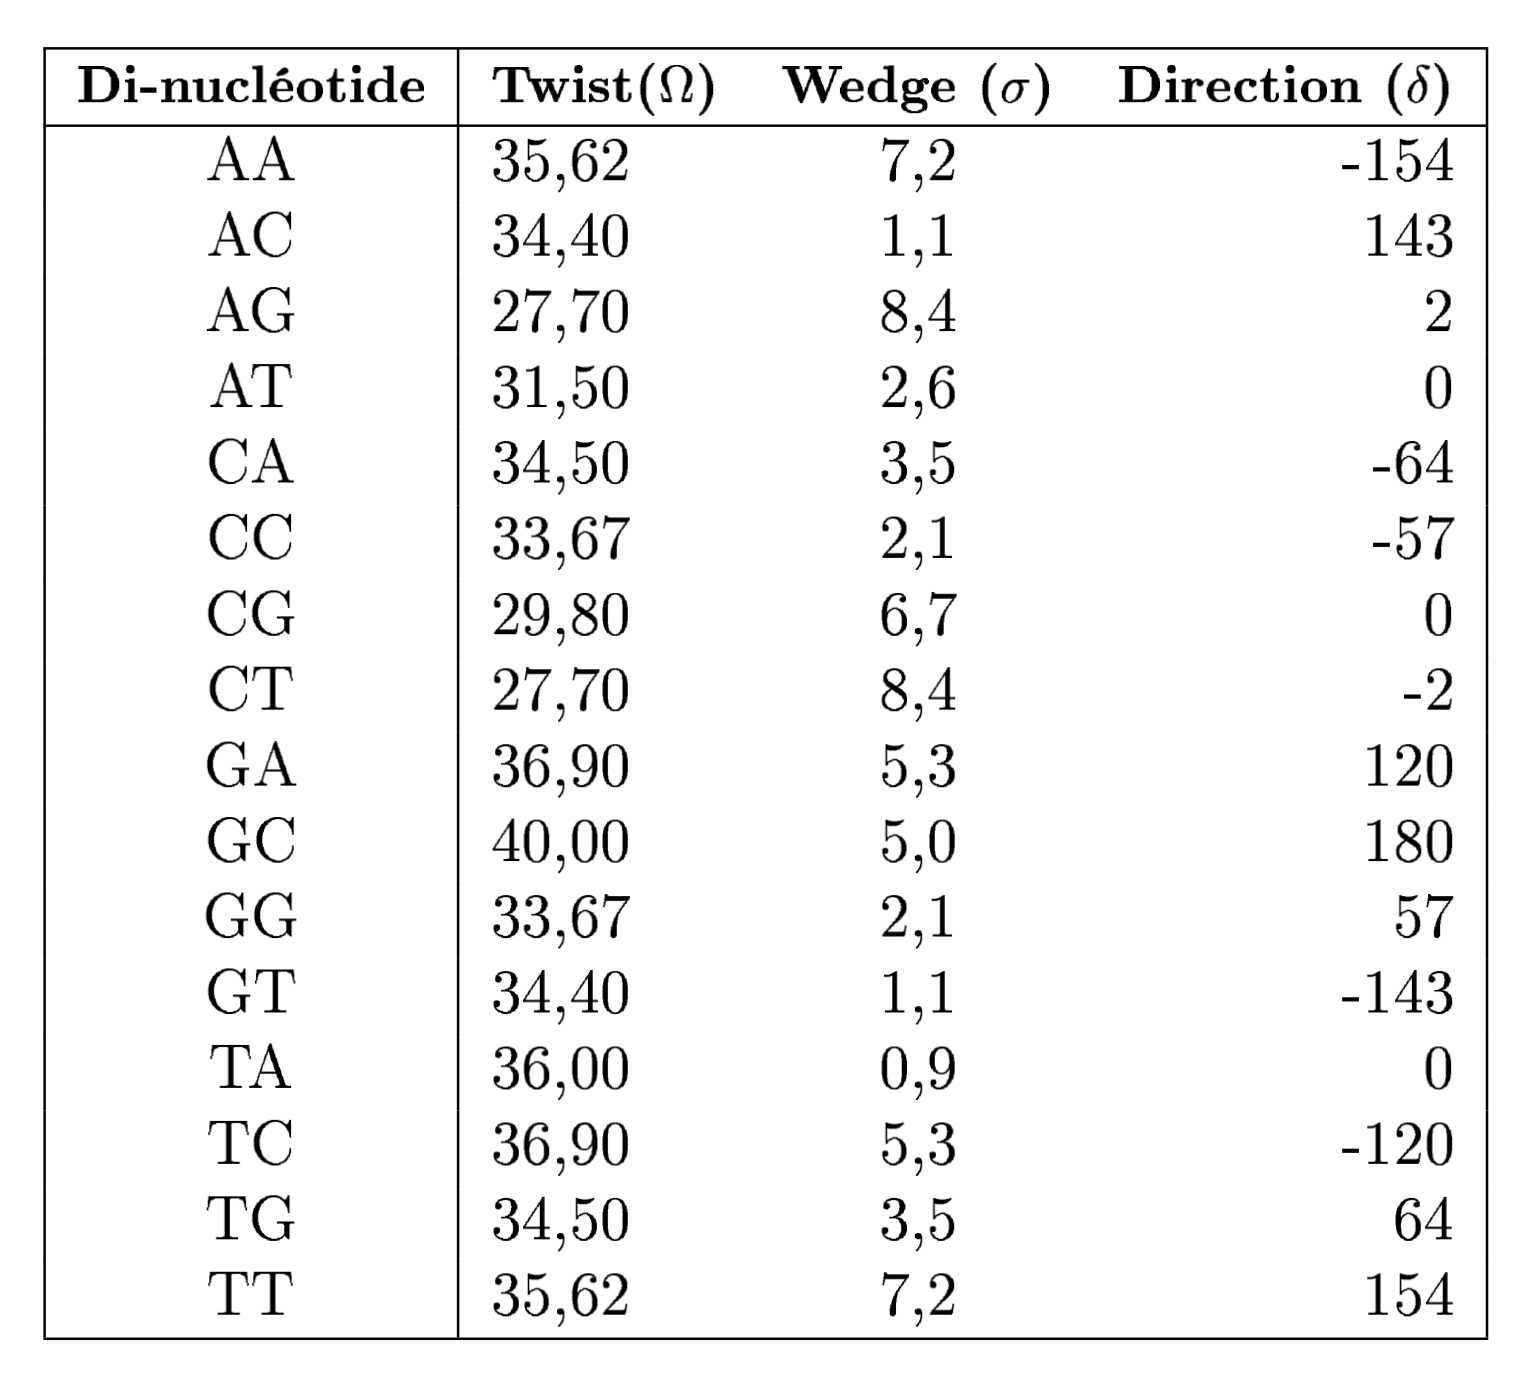 Di-nucléotide Twist(Ω) Wedge (σ) Direction (δ)
AA 35,62 7,2 -154
AC 34,40 1,1 143
AG 27,70 8,4 2
AT 31,50 2,6 0
CA 34,50 3,5 -64
CC 33,67 2,1 -57
CG 29,80 6,7 0
CT 27,70 8,4 -2
GA 36,90 5,3 120
GC 40,00 5,0 180
GG 33,67 2,1 57
GT 34,40 1,1 -143
TA 36,00 0,9 0
TC 36,90 5,3 -120
TG 34,50 3,5 64
TT 35,62 7,2 154